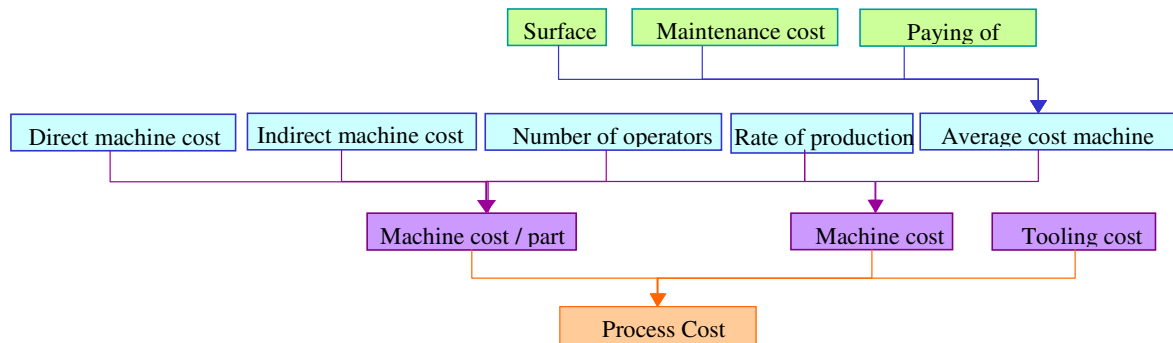 Surface
Maintenance cost
Paying of
Direct machine cost
Indirect machine cost
Number of operators
Rate of production
Average cost machine
Machine cost / part
Machine cost
Tooling cost
Process Cost